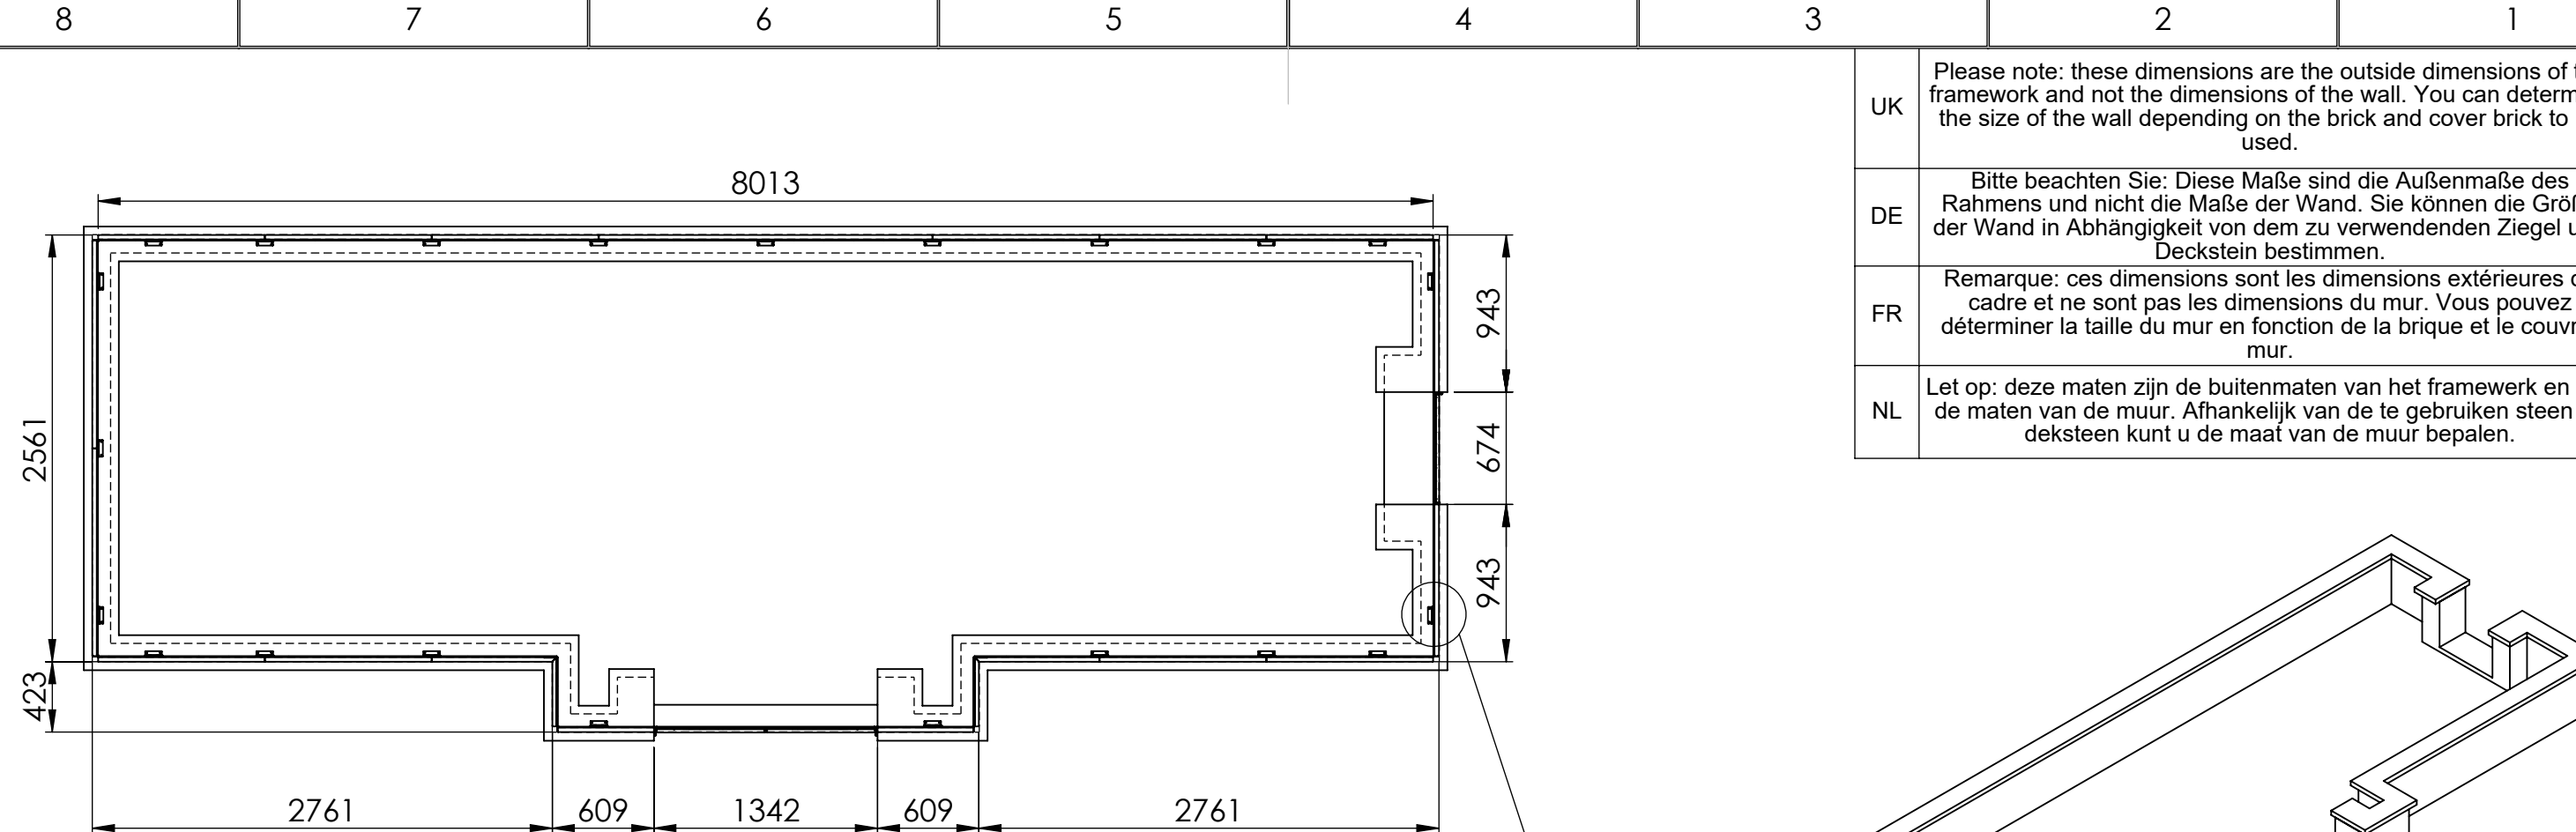 8 7 6 5 4 3 2 1
UK
Please note: these dimensions are the outside dimensions of
framework and not the dimensions of the wall. You can
the size of the wall depending on the brick and cover brick to
used.
DE
Bitte beachten Sie: Diese Maße sind die Außenmaße des
Rahmens und nicht die Maße der Wand. Sie können die
der Wand in Abhängigkeit von dem zu verwendenden Ziegel
Deckstein bestimmen.
FR
Remarque: ces dimensions sont les dimensions extérieures
cadre et ne sont pas les dimensions du mur. Vous pouvez
déterminer la taille du mur en fonction de la brique et le
mur.
NL
Let op: deze maten zijn de buitenmaten van het framewerk en
de maten van de muur. Afhankelijk van de te gebruiken steen
deksteen kunt u de maat van de muur bepalen.
8013
943
674
943
2561
423
2761 609 1342 609 2761